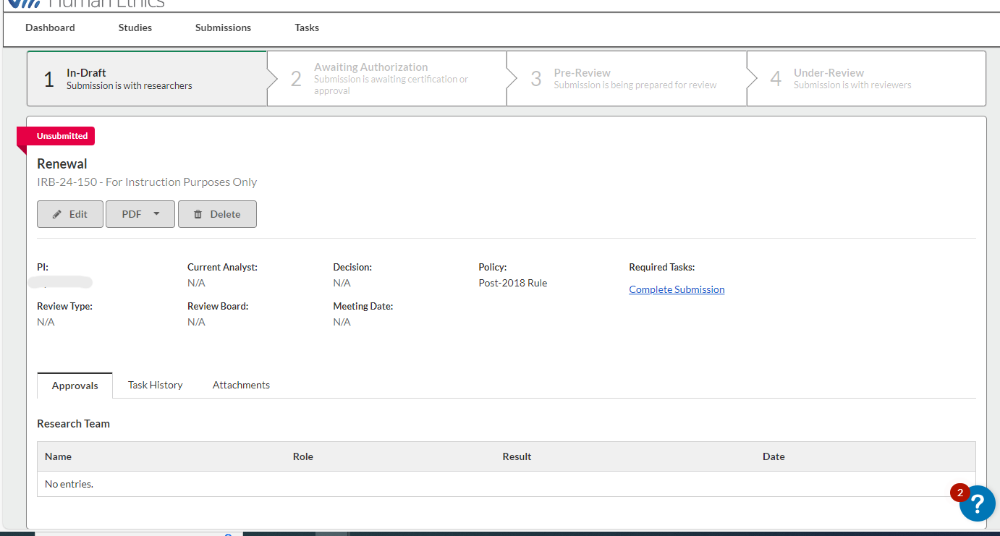 Human Ethics
Dashboard Studies Submissions Tasks
1 In-Draft
Submission is with researchers
2 Awaiting Authorization
Submission is awaiting certification or
approval
3 Pre-Review
Submission is being prepared for review
4 Under-Review
Submission is with reviewers
Unsubmitted
Renewal
IRB-24-150 - For Instruction Purposes Only
Edit PDF Delete
PI: Current Analyst: Decision: Policy: Required Tasks:
N/A N/A Post-2018 Rule Complete Submission
Review Type: Review Board: Meeting Date:
N/A N/A N/A
Approvals Task History Attachments
Research Team
Name Role Result Date
No entries.
2
?